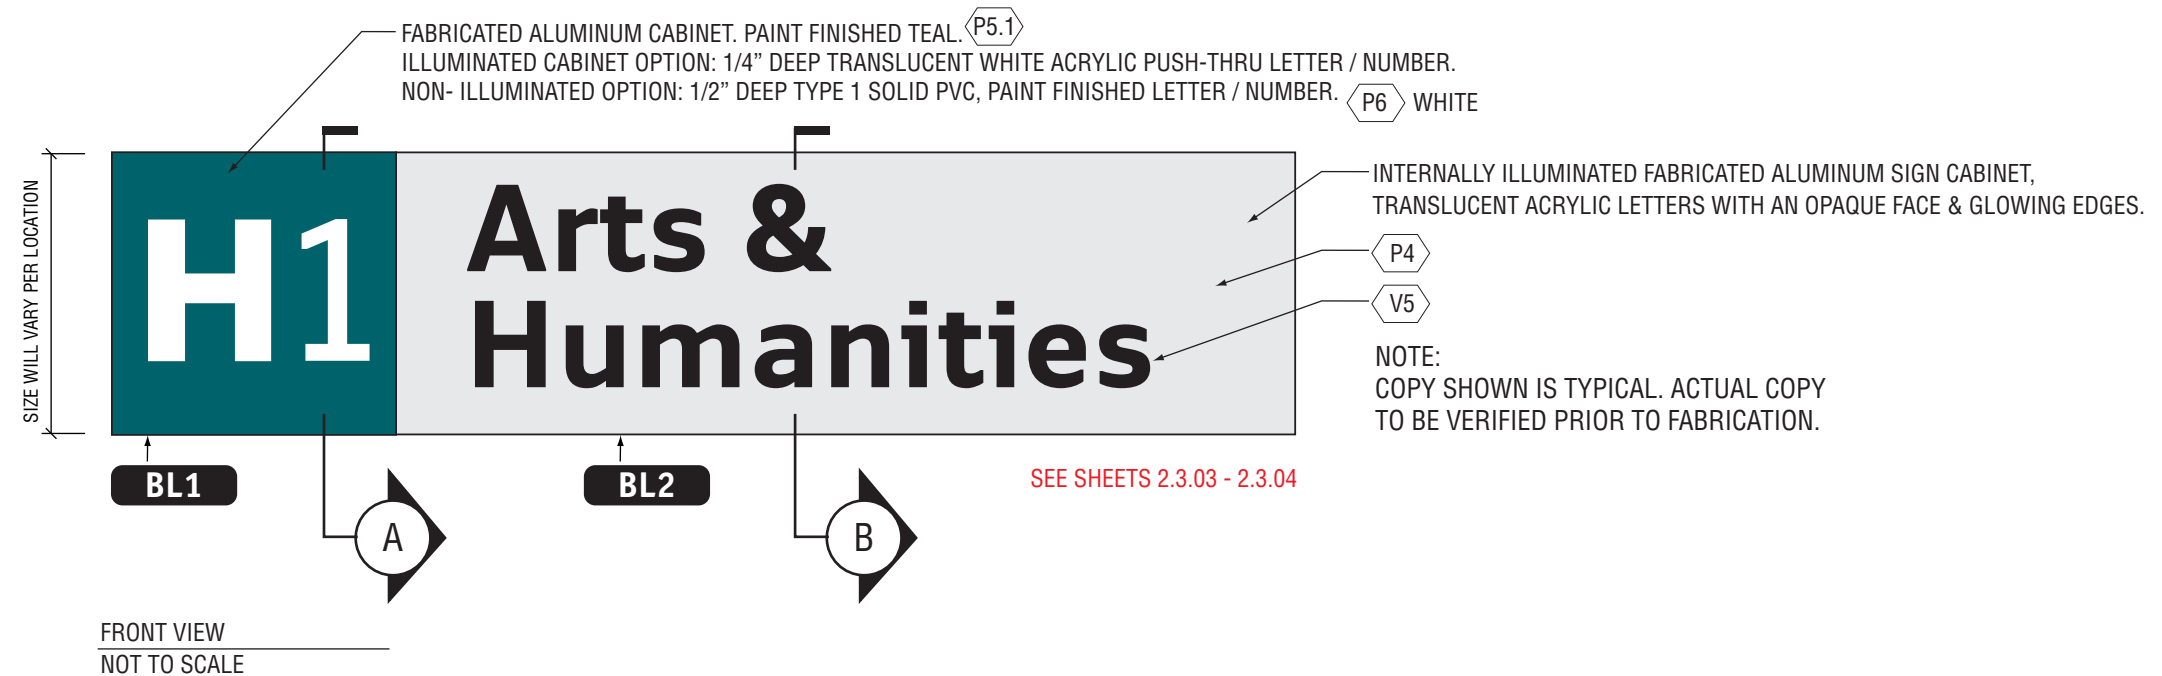 FABRICATED ALUMINUM CABINET. PAINT FINISHED TEAL. P5.1
ILLUMINATED CABINET OPTION: 1/4” DEEP TRANSLUCENT WHITE ACRYLIC PUSH-THRU LETTER / NUMBER.
NON- ILLUMINATED OPTION: 1/2” DEEP TYPE 1 SOLID PVC, PAINT FINISHED LETTER / NUMBER. P6 WHITE
SIZE WILL VARY PER LOCATION
H1
Arts &
Humanities
INTERNALLY ILLUMINATED FABRICATED ALUMINUM SIGN CABINET,
TRANSLUCENT ACRYLIC LETTERS WITH AN OPAQUE FACE & GLOWING EDGES.
P4
V5
NOTE:
COPY SHOWN IS TYPICAL. ACTUAL COPY
TO BE VERIFIED PRIOR TO FABRICATION.
BL1
BL2
SEE SHEETS 2.3.03 - 2.3.04
A
B
FRONT VIEW
NOT TO SCALE